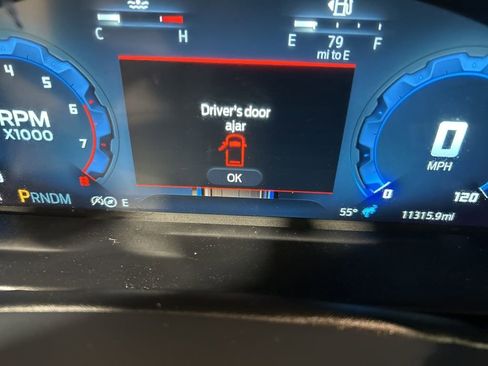 C H
E 79 F
mi to E
4
5
6
7
8
RPM
X1000
Driver's door
ajar
OK
0
MPH
0
120
PRNDM
E
55°
11315.9mi